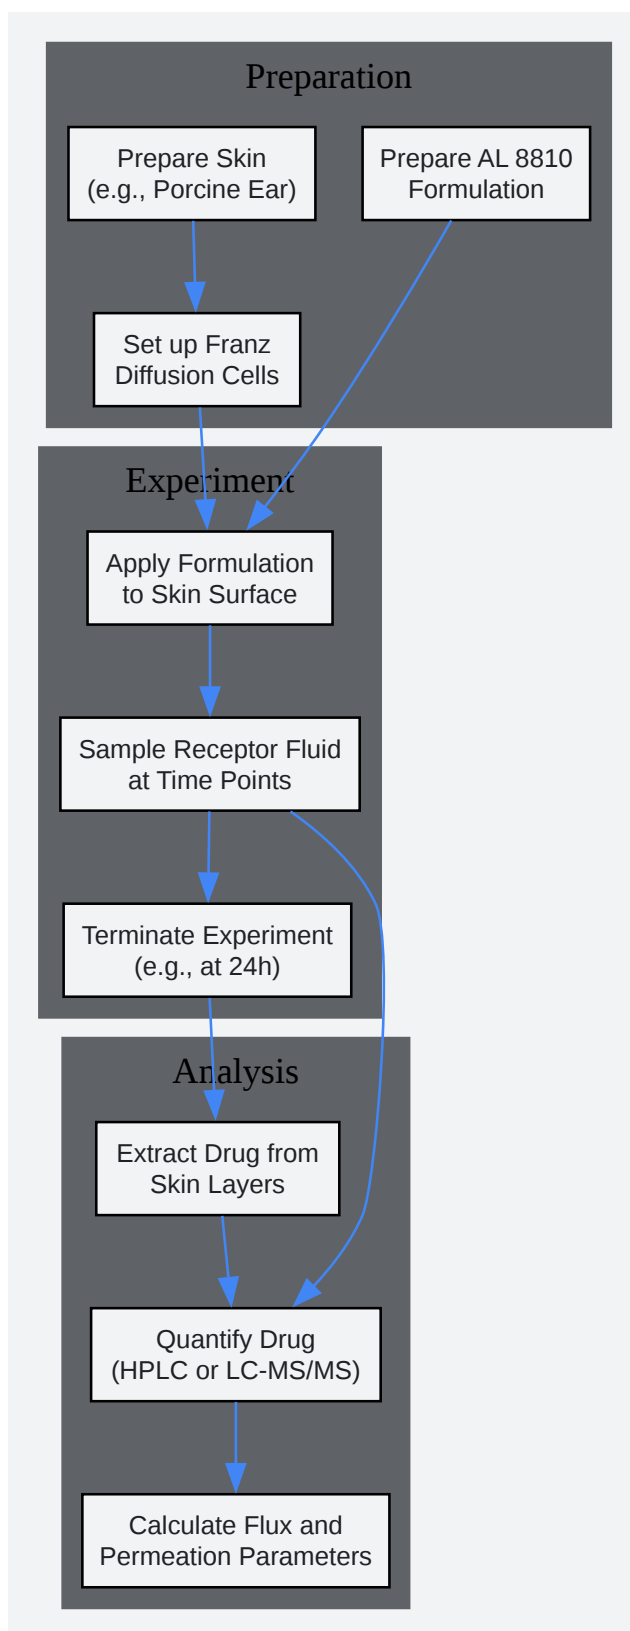 Preparation
Prepare Skin
(e.g., Porcine Ear)
Prepare AL 8810
Formulation
Set up Franz
Diffusion Cells
Experiment
Apply Formulation
to Skin Surface
Sample Receptor Fluid
at Time Points
Terminate Experiment
(e.g., at 24h)
Analysis
Extract Drug from
Skin Layers
Quantify Drug
(HPLC or LC-MS/MS)
Calculate Flux and
Permeation Parameters